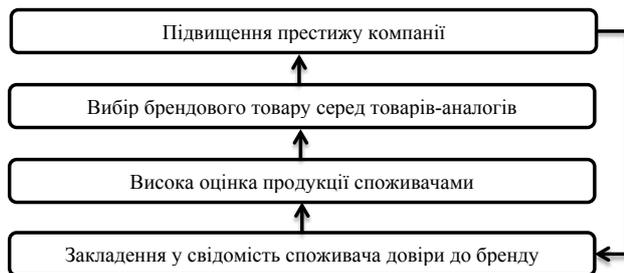 Підвищення престижу компанії
Вибір брендового товару серед товарів-аналогів
Висока оцінка продукції споживачами
Закладення у свідомість споживача довіри до бренду